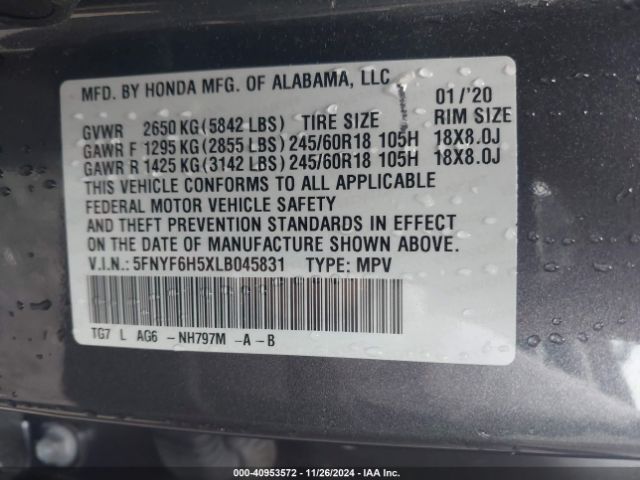 MFD. BY HONDA MFG. OF ALABAMA, LLC
01/'20
GVWR 2650 KG (5842 LBS) TIRE SIZE RIM SIZE
GAWR F 1295 KG (2855 LBS) 245/60R18 105H 18X8.0J
GAWR R 1425 KG (3142 LBS) 245/60R18 105H 18X8.0J
THIS VEHICLE CONFORMS TO ALL APPLICABLE
FEDERAL MOTOR VEHICLE SAFETY
AND THEFT PREVENTION STANDARDS IN EFFECT
ON THE DATE OF MANUFACTURE SHOWN ABOVE.
V.I.N.: 5FNYF6H5XLB045831 TYPE: MPV
TG7 L AG6 - NH797M - A - B
00-40953572 — 11/26/2024 — IAA Inc.